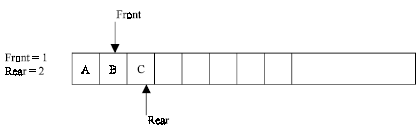 Front
Front = 1
Rear = 2
A B C
Rear